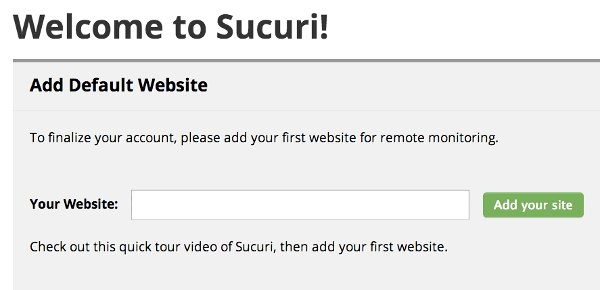 Welcome to Sucuri!
Add Default Website
To finalize your account, please add your first website for remote monitoring.
Your Website: Add your site
Check out this quick tour video of Sucuri, then add your first website.